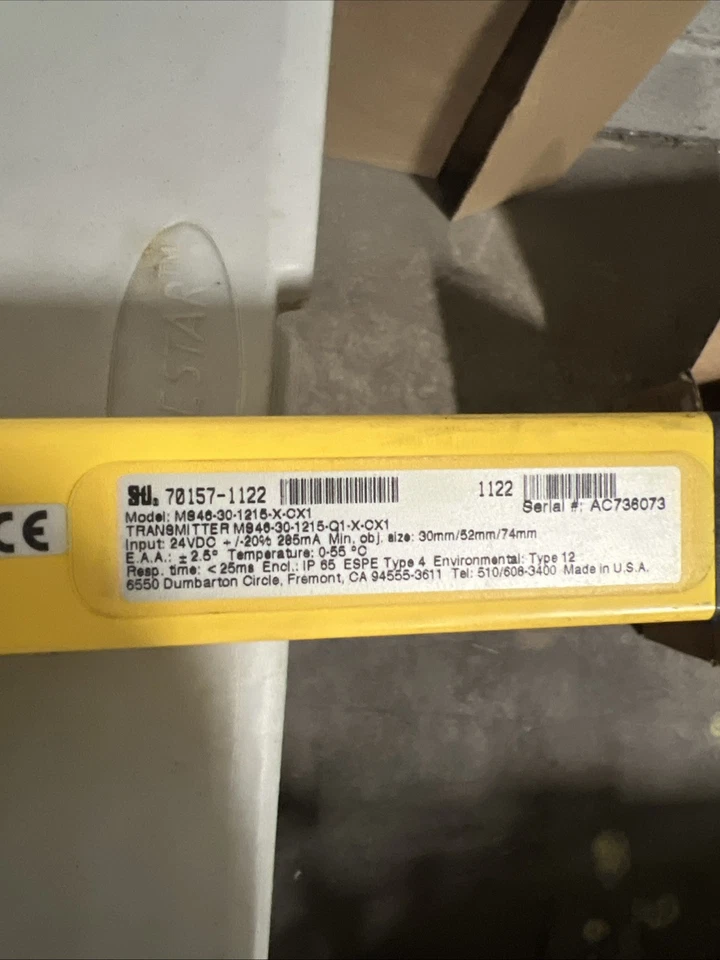 ESTAR™
STI® 70157-1122 1122
Serial #: AC736073
Model: MS46-30-1215-X-CX1
TRANSMITTER MS46-30-1215-Q1-X-CX1
Input: 24VDC +/-20% 285mA Min. obj. size: 30mm/52mm/74mm
E.A.A.: ±2.5° Temperature: 0-55 °C
Resp. time: <25ms Encl.: IP 65 ESPE Type 4 Environmental: Type 12
6550 Dumbarton Circle, Fremont, CA 94555-3611 Tel: 510/608-3400 Made in U.S.A.
CE